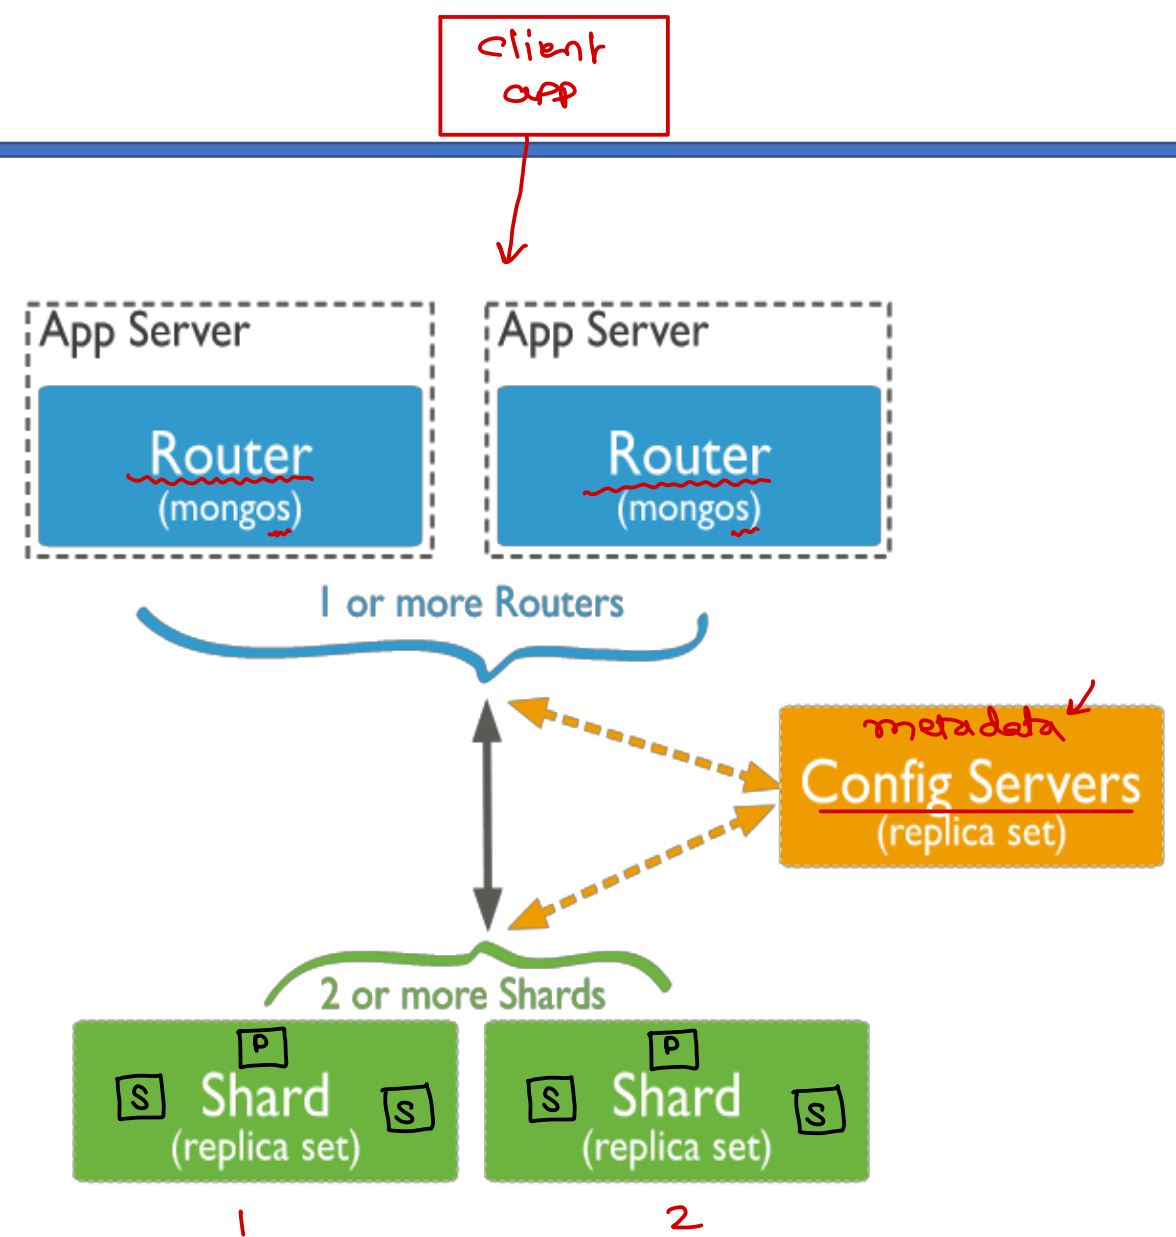 client
app
App Server
App Server
Router
(mongos)
Router
(mongos)
1 or more Routers
metadata
Config Servers
(replica set)
2 or more Shards
P
S
Shard
S
(replica set)
P
S
Shard
S
(replica set)
1
2